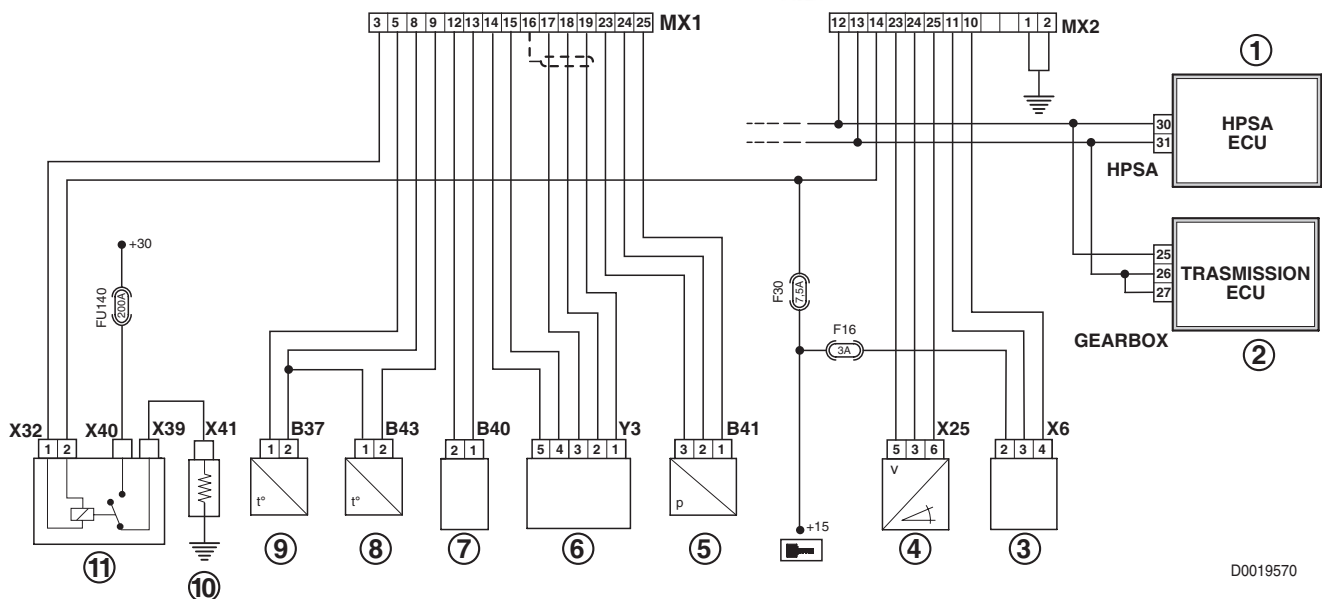 3 5 8 9 12 13 14 15 16 17 18 19 23 24 25 MX1
12 13 14 23 24 25 11 10 1 2 MX2
1
30 HPSA
31 ECU
HPSA
25
26 TRASMISSION
27 ECU
GEARBOX
2
+30
FU140
200A
F30
7.5A
F16
3A
X32 X40 X39 X41 B37 B43 B40 Y3 B41 X25 X6
1 2 1 2 1 2 2 1 5 4 3 2 1 3 2 1 5 3 6 2 3 4
t° t° p V
+15
11 10 9 8 7 6 5 4 3
D0019570